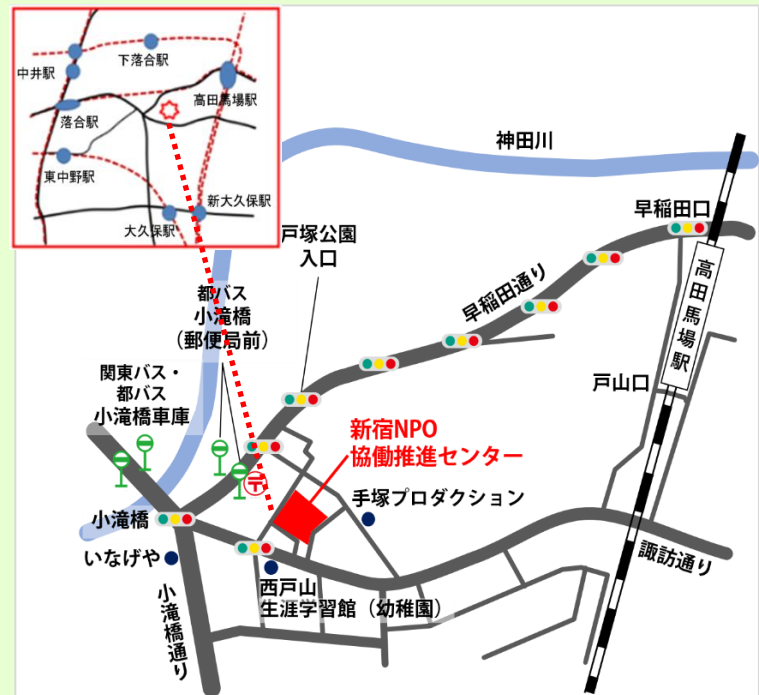 中井駅
下落合駅
高田馬場駅
落合駅
東中野駅
新大久保駅
大久保駅
神田川
早稲田口
戸塚公園
入口
早稲田通り
高田馬場駅
都バス
小滝橋
（郵便局前）
戸山口
関東バス・
都バス
小滝橋車庫
新宿NPO
協働推進センター
手塚プロダクション
小滝橋
いなげや
諏訪通り
西戸山
生涯学習館（幼稚園）
小滝橋通り